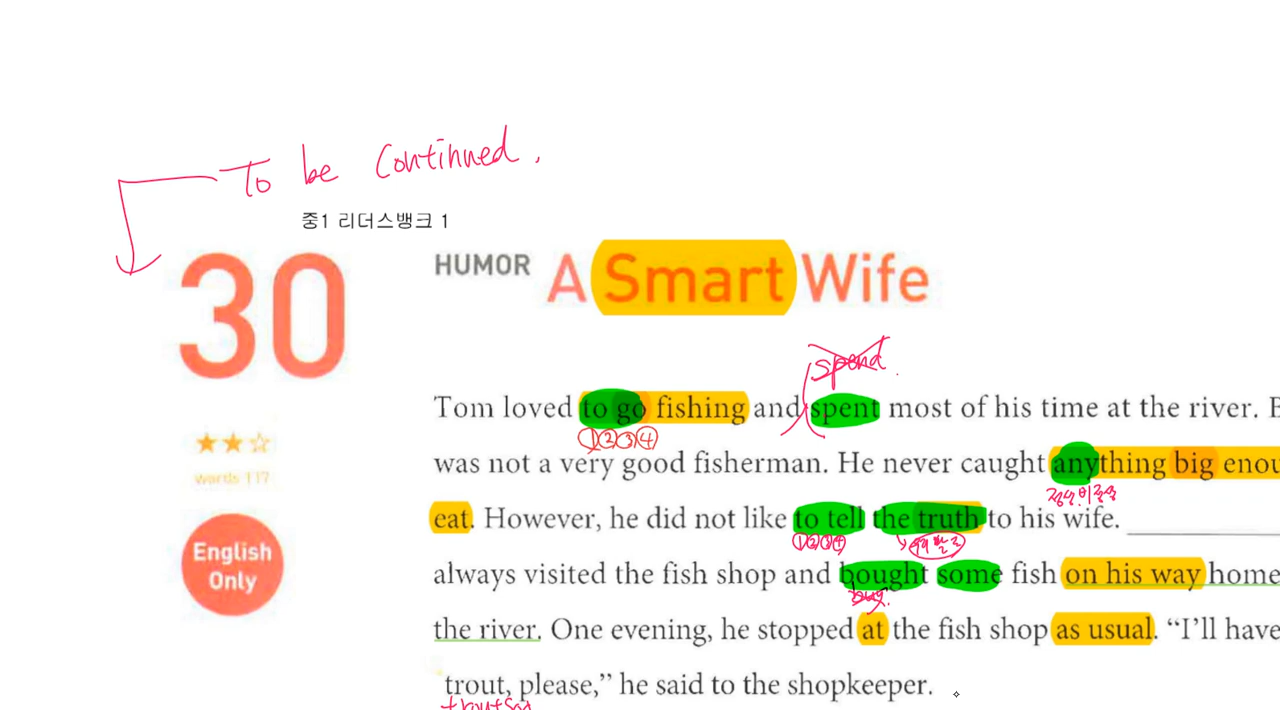 To be Continued.
중1 리더스뱅크 1
30
HUMOR A Smart Wife
spend.
Tom loved to go fishing and spent most of his time at the river. B
①②③④
words 117
was not a very good fisherman. He never caught anything big enou
eat. However, he did not like to tell the truth to his wife.
①②③④
English
Only
always visited the fish shop and bought some fish on his way home
buy.
the river. One evening, he stopped at the fish shop as usual. “I’ll have
trout, please,” he said to the shopkeeper.